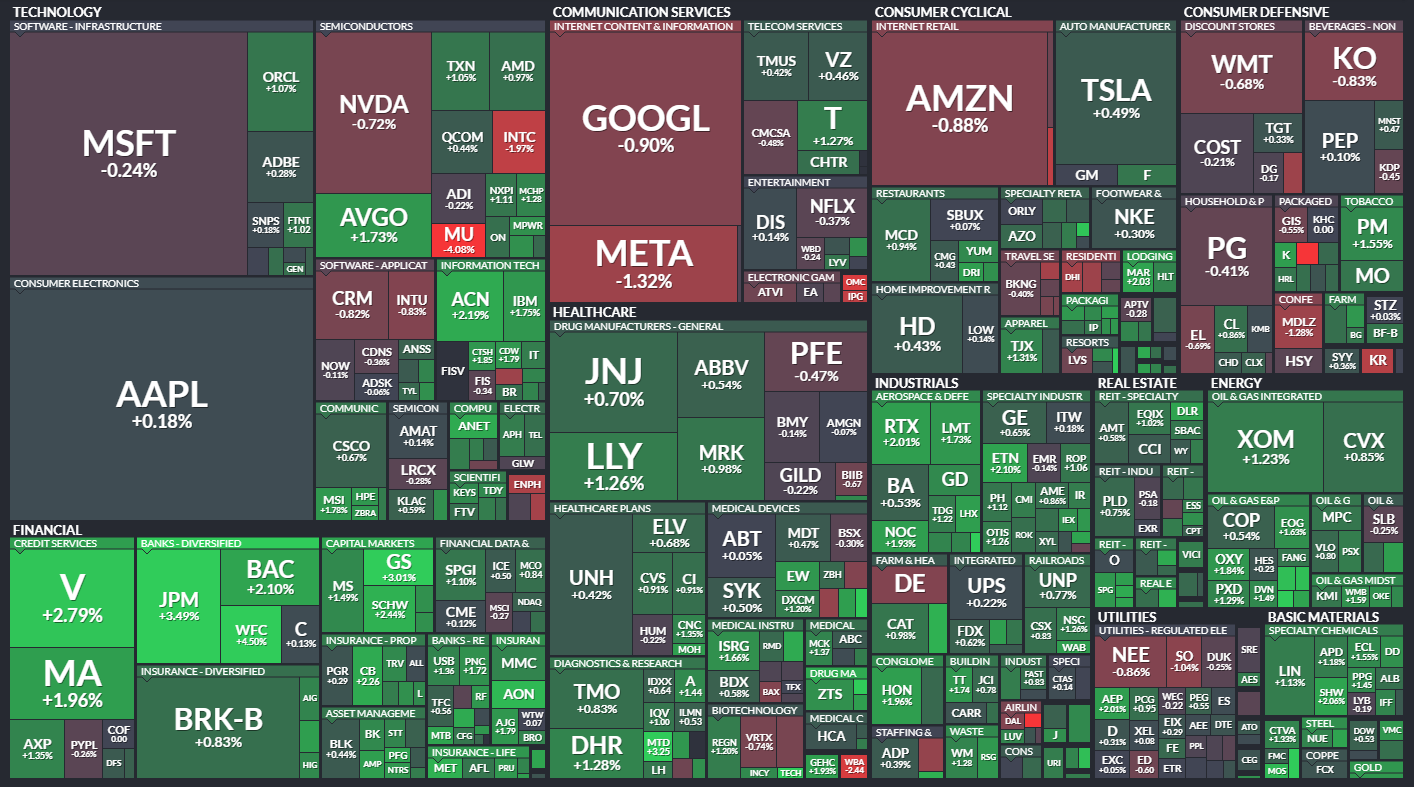 TECHNOLOGY
SOFTWARE - INFRASTRUCTURE
MSFT
-0.24%
ORCL
+1.07%
ADBE
+0.28%
SNPS
+0.18%
FTNT
+1.02
GEN
SEMICONDUCTORS
NVDA
-0.72%
TXN
+1.05%
AMD
+0.97%
QCOM
+0.44%
INTC
-1.97%
AVGO
+1.73%
ADI
-0.22%
NXPI
+1.11
MCHP
+1.28
MU
-4.08%
ON
MPWR
CONSUMER ELECTRONICS
AAPL
+0.18%
SOFTWARE - APPLICAT
CRM
-0.82%
INTU
-0.83%
NOW
-0.11%
CDNS
-0.36%
ADSK
-0.06%
ANSS
TYL
INFORMATION TECH
ACN
+2.19%
IBM
+1.75%
FISV
CTSH
+1.85
CDW
+1.79
IT
FIS
-0.34
BR
COMMUNIC
CSCO
+0.67%
MSI
+1.78%
HPE
ZBRA
SEMICON
AMAT
+0.14%
LRCX
-0.28%
KLAC
+0.59%
COMPU
ANET
ELECTR
APH
TEL
GLW
SCIENTIFI
KEYS
TDY
FTV
ENPH
COMMUNICATION SERVICES
INTERNET CONTENT & INFORMATION
GOOGL
-0.90%
META
-1.32%
TELECOM SERVICES
TMUS
+0.42%
VZ
+0.46%
CMCSA
-0.48%
T
+1.27%
CHTR
ENTERTAINMENT
DIS
+0.14%
NFLX
-0.37%
WBD
-0.24
LYV
ELECTRONIC GAM
ATVI
EA
OMC
IPG
CONSUMER CYCLICAL
INTERNET RETAIL
AMZN
-0.88%
AUTO MANUFACTURER
TSLA
+0.49%
GM
F
RESTAURANTS
MCD
+0.94%
SBUX
+0.07%
CMG
+0.43
YUM
DRI
SPECIALTY RETA
ORLY
AZO
FOOTWEAR &
NKE
+0.30%
HOME IMPROVEMENT R
HD
+0.43%
LOW
+0.14%
TRAVEL SE
BKNG
-0.40%
RESIDENTI
DHI
LODGING
MAR
+2.03
HLT
PACKAGI
IP
APTV
-0.28
APPAREL
TJX
+1.31%
RESORTS
LVS
CONSUMER DEFENSIVE
DISCOUNT STORES
WMT
-0.68%
COST
-0.21%
TGT
+0.33%
DG
-0.17
BEVERAGES - NON
KO
-0.83%
PEP
+0.10%
MNST
+0.47
KDP
-0.45
HOUSEHOLD & P
PG
-0.41%
EL
-0.69%
CL
+0.86%
KMB
CHD
CLX
PACKAGED
GIS
-0.55%
KHC
0.00
K
HRL
TOBACCO
PM
+1.55%
MO
CONFE
MDLZ
-1.28%
HSY
FARM
BG
SYY
+0.36%
STZ
+0.03%
BF-B
KR
HEALTHCARE
DRUG MANUFACTURERS - GENERAL
JNJ
+0.70%
LLY
+1.26%
ABBV
+0.54%
MRK
+0.98%
PFE
-0.47%
BMY
-0.14%
AMGN
-0.07%
GILD
-0.22%
BIIB
-0.67
HEALTHCARE PLANS
UNH
+0.42%
ELV
+0.68%
CVS
+0.91%
CI
+0.91%
HUM
-0.22%
CNC
+1.35%
MOH
MEDICAL DEVICES
ABT
+0.05%
MDT
+0.47%
BSX
-0.30%
SYK
+0.50%
EW
ZBH
DXCM
+1.20%
DIAGNOSTICS & RESEARCH
TMO
+0.83%
DHR
+1.28%
IDXX
+0.64
A
+1.44
IQV
+1.00
ILMN
+0.53
MTD
+3.25
LH
MEDICAL INSTRU
ISRG
+1.66%
RMD
BDX
+0.58%
BAX
TFX
MEDICAL
MCK
+1.37
ABC
DRUG MA
ZTS
BIOTECHNOLOGY
REGN
+1.20%
VRTX
-0.74%
INCY
TECH
MEDICAL C
HCA
GEHC
+1.93%
WBA
-2.44
INDUSTRIALS
AEROSPACE & DEFE
RTX
+2.01%
LMT
+1.73%
BA
+0.53%
GD
NOC
+1.93%
TDG
+1.22
LHX
SPECIALTY INDUSTR
GE
+0.65%
ITW
+0.18%
ETN
+2.10%
EMR
-0.14%
ROP
+1.06
PH
+1.12
CMI
AME
+0.86%
IR
OTIS
+1.26
ROK
IEX
XYL
FARM & HEA
DE
CAT
+0.98%
INTEGRATED
UPS
+0.22%
FDX
+0.62%
RAILROADS
UNP
+0.77%
CSX
+0.83
NSC
+1.26%
WAB
CONGLOME
HON
+1.96%
BUILDIN
TT
+1.74
JCI
+0.78
CARR
INDUST
FAST
+0.83
SPECI
CTAS
+0.14
AIRLIN
DAL
LUV
J
STAFFING &
ADP
+0.39%
WASTE
WM
+1.28
RSG
CONS
URI
REAL ESTATE
REIT - SPECIALTY
AMT
+0.58%
EQIX
+1.02%
DLR
SBAC
CCI
WY
REIT - INDU
PLD
+0.75%
PSA
-0.18
EXR
REIT -
ESS
CPT
REIT -
O
SPG
REIT -
VICI
REAL E
ENERGY
OIL & GAS INTEGRATED
XOM
+1.23%
CVX
+0.85%
OIL & GAS E&P
COP
+0.54%
EOG
+1.63%
OXY
+1.84%
HES
+0.23
FANG
PXD
+1.29%
DVN
+1.49
OIL & G
MPC
VLO
+0.80
PSX
OIL &
SLB
-0.25%
OIL & GAS MIDST
KMI
WMB
+1.59
OKE
FINANCIAL
CREDIT SERVICES
V
+2.79%
MA
+1.96%
AXP
+1.35%
PYPL
-0.26%
COF
0.00
DFS
BANKS - DIVERSIFIED
JPM
+3.49%
BAC
+2.10%
WFC
+4.50%
C
+0.13%
INSURANCE - DIVERSIFIED
BRK-B
+0.83%
AIG
HIG
CAPITAL MARKETS
MS
+1.49%
GS
+3.01%
SCHW
+2.44%
FINANCIAL DATA &
SPGI
+1.10%
ICE
+0.50
MCO
+0.84
CME
+0.12%
MSCI
-0.27
NDAQ
INSURANCE - PROP
PGR
+0.29
CB
+2.26
TRV
ALL
L
BANKS - RE
USB
+1.36
PNC
+1.72
TFC
+0.56
RF
MTB
CFG
INSURAN
MMC
AON
AJG
+1.79
WTW
-0.07
BRO
ASSET MANAGEME
BLK
+0.44%
BK
STT
AMP
PFG
NTRS
INSURANCE - LIFE
MET
AFL
PRU
UTILITIES
UTILITIES - REGULATED ELE
NEE
-0.86%
SO
-1.04%
DUK
-0.25%
AEP
+2.01%
PCG
+0.95
WEC
-0.22
PEG
+0.55
ES
D
+0.31%
XEL
+0.08
EIX
+0.29
AEE
DTE
EXC
+0.05%
ED
-0.60
FE
PPL
ETR
SRE
AES
ATO
CEG
BASIC MATERIALS
SPECIALTY CHEMICALS
LIN
+1.13%
APD
+1.18%
ECL
+1.55%
DD
SHW
+2.06%
PPG
+1.45
ALB
LYB
-0.19
IFF
CTVA
+1.33%
FMC
MOS
STEEL
NUE
DOW
+0.53
VMC
COPPE
FCX
GOLD